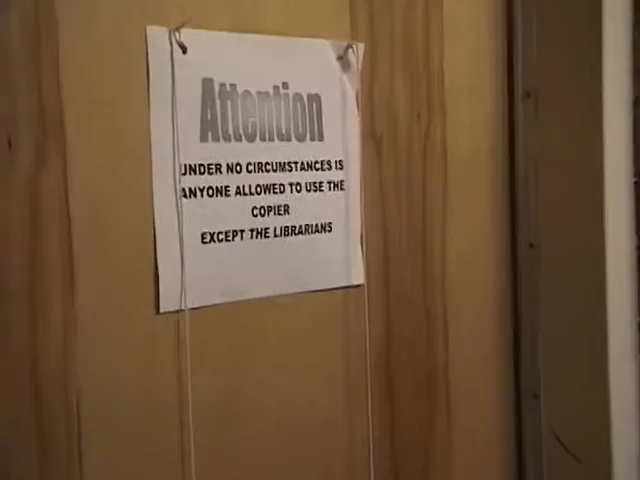 Attention
UNDER NO CIRCUMSTANCES IS
ANYONE ALLOWED TO USE THE
COPIER
EXCEPT THE LIBRARIANS